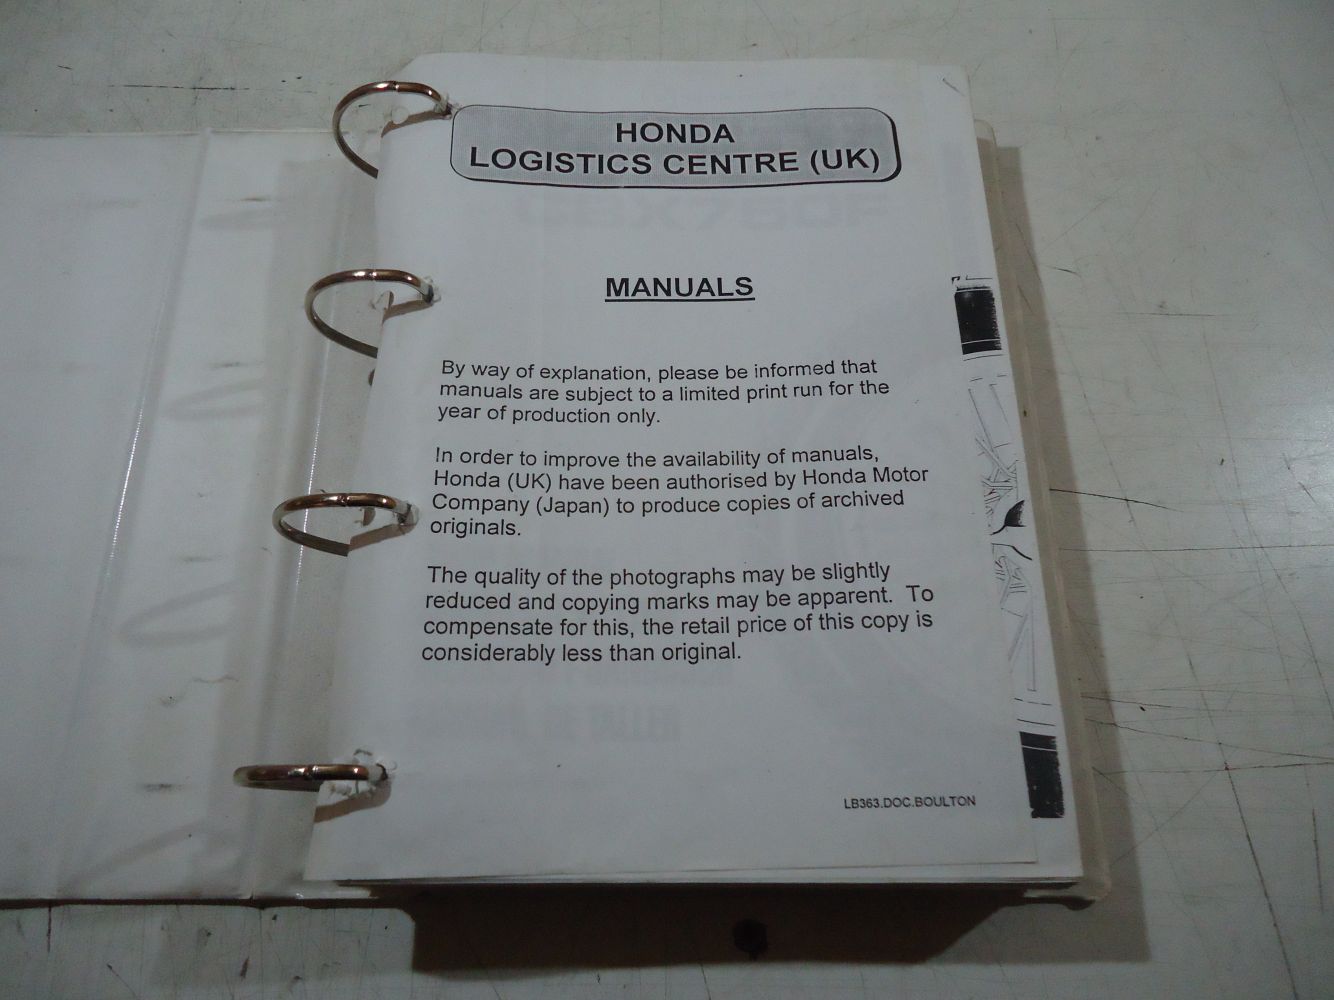 HONDA
LOGISTICS CENTRE (UK)
CBX750F
MANUALS
By way of explanation, please be informed that
manuals are subject to a limited print run for the
year of production only.
In order to improve the availability of manuals,
Honda (UK) have been authorised by Honda Motor
Company (Japan) to produce copies of archived
originals.
The quality of the photographs may be slightly
reduced and copying marks may be apparent.  To
compensate for this, the retail price of this copy is
considerably less than original.
DE TALLER
LB363.DOC.BOULTON